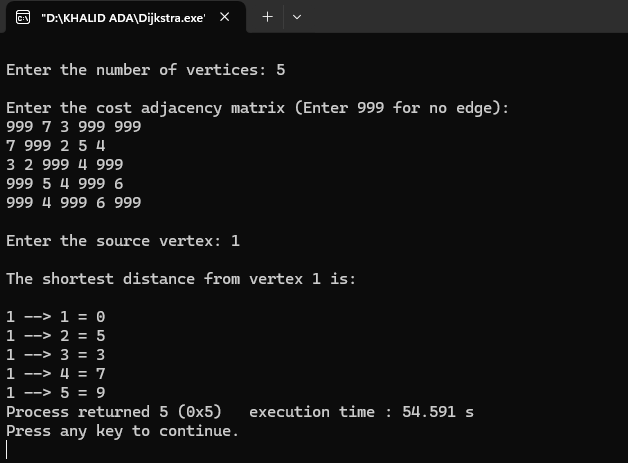 "D:\KHALID ADA\Dijkstra.exe"
Enter the number of vertices: 5
Enter the cost adjacency matrix (Enter 999 for no edge):
999 7 3 999 999
7 999 2 5 4
3 2 999 4 999
999 5 4 999 6
999 4 999 6 999
Enter the source vertex: 1
The shortest distance from vertex 1 is:
1 --> 1 = 0
1 --> 2 = 5
1 --> 3 = 3
1 --> 4 = 7
1 --> 5 = 9
Process returned 5 (0x5)   execution time : 54.591 s
Press any key to continue.